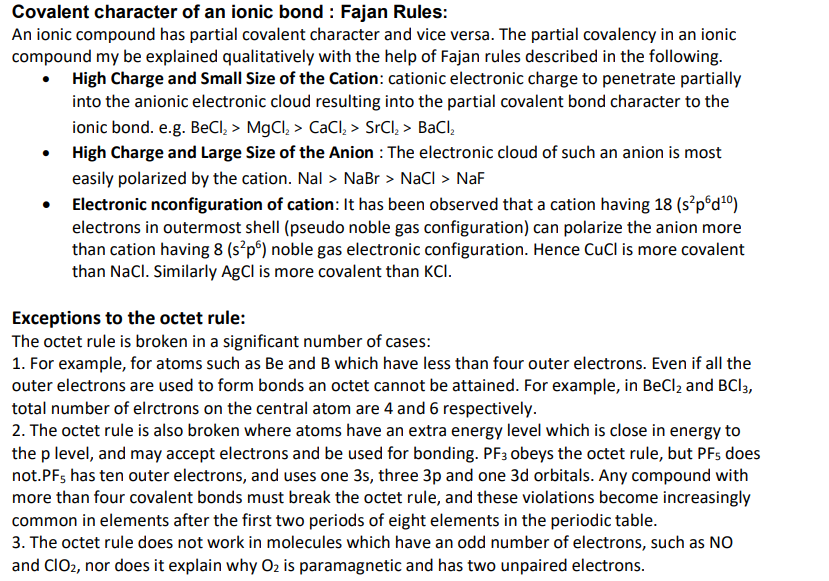 Covalent character of an ionic bond : Fajan Rules:
An ionic compound has partial covalent character and vice versa. The partial covalency in an ionic
compound my be explained qualitatively with the help of Fajan rules described in the following.
• High Charge and Small Size of the Cation: cationic electronic charge to penetrate partially
into the anionic electronic cloud resulting into the partial covalent bond character to the
ionic bond. e.g. BeCl₂ > MgCl₂ > CaCl₂ > SrCl₂ > BaCl₂
• High Charge and Large Size of the Anion : The electronic cloud of such an anion is most
easily polarized by the cation. NaI > NaBr > NaCl > NaF
• Electronic nconfiguration of cation: It has been observed that a cation having 18 (s²p⁶d¹⁰)
electrons in outermost shell (pseudo noble gas configuration) can polarize the anion more
than cation having 8 (s²p⁶) noble gas electronic configuration. Hence CuCl is more covalent
than NaCl. Similarly AgCl is more covalent than KCl.
Exceptions to the octet rule:
The octet rule is broken in a significant number of cases:
1. For example, for atoms such as Be and B which have less than four outer electrons. Even if all the
outer electrons are used to form bonds an octet cannot be attained. For example, in BeCl₂ and BCl₃,
total number of elrctrons on the central atom are 4 and 6 respectively.
2. The octet rule is also broken where atoms have an extra energy level which is close in energy to
the p level, and may accept electrons and be used for bonding. PF₃ obeys the octet rule, but PF₅ does
not.PF₅ has ten outer electrons, and uses one 3s, three 3p and one 3d orbitals. Any compound with
more than four covalent bonds must break the octet rule, and these violations become increasingly
common in elements after the first two periods of eight elements in the periodic table.
3. The octet rule does not work in molecules which have an odd number of electrons, such as NO
and ClO₂, nor does it explain why O₂ is paramagnetic and has two unpaired electrons.